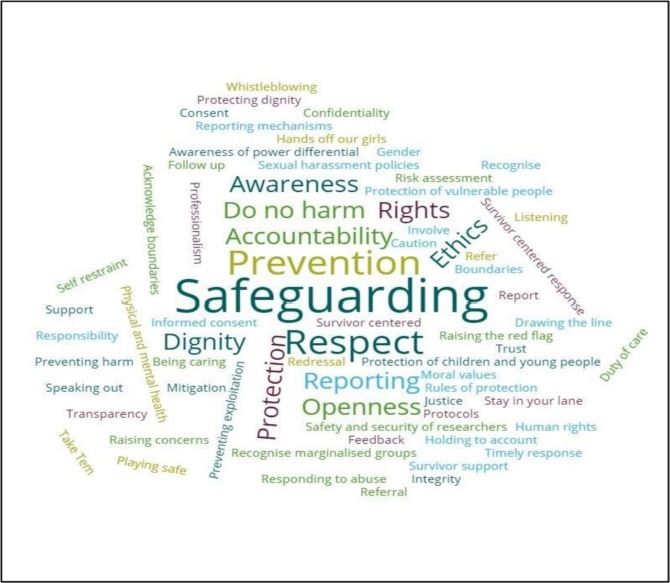 Whistleblowing
Protecting dignity
Consent
Confidentiality
Reporting mechanisms
Hands off our girls
Awareness of power differential
Gender
Follow up
Sexual harassment policies
Recognise
Acknowledge boundaries
Professionalism
Awareness
Risk assessment
Protection of vulnerable people
Do no harm
Rights
Survivor centered response
Listening
Accountability
Involve
Caution
Ethics
Prevention
Refer
Boundaries
Self restraint
Safeguarding
Report
Support
Physical and mental health
Informed consent
Survivor centered
Drawing the line
Responsibility
Dignity
Respect
Raising the red flag
Trust
Duty of care
Preventing harm
Being caring
Protection
Redressal
Protection of children and young people
Speaking out
Mitigation
Preventing exploitation
Reporting
Moral values
Rules of protection
Transparency
Openness
Justice
Stay in your lane
Protocols
Take Tem
Raising concerns
Safety and security of researchers
Human rights
Feedback
Holding to account
Playing safe
Recognise marginalised groups
Timely response
Survivor support
Responding to abuse
Integrity
Referral